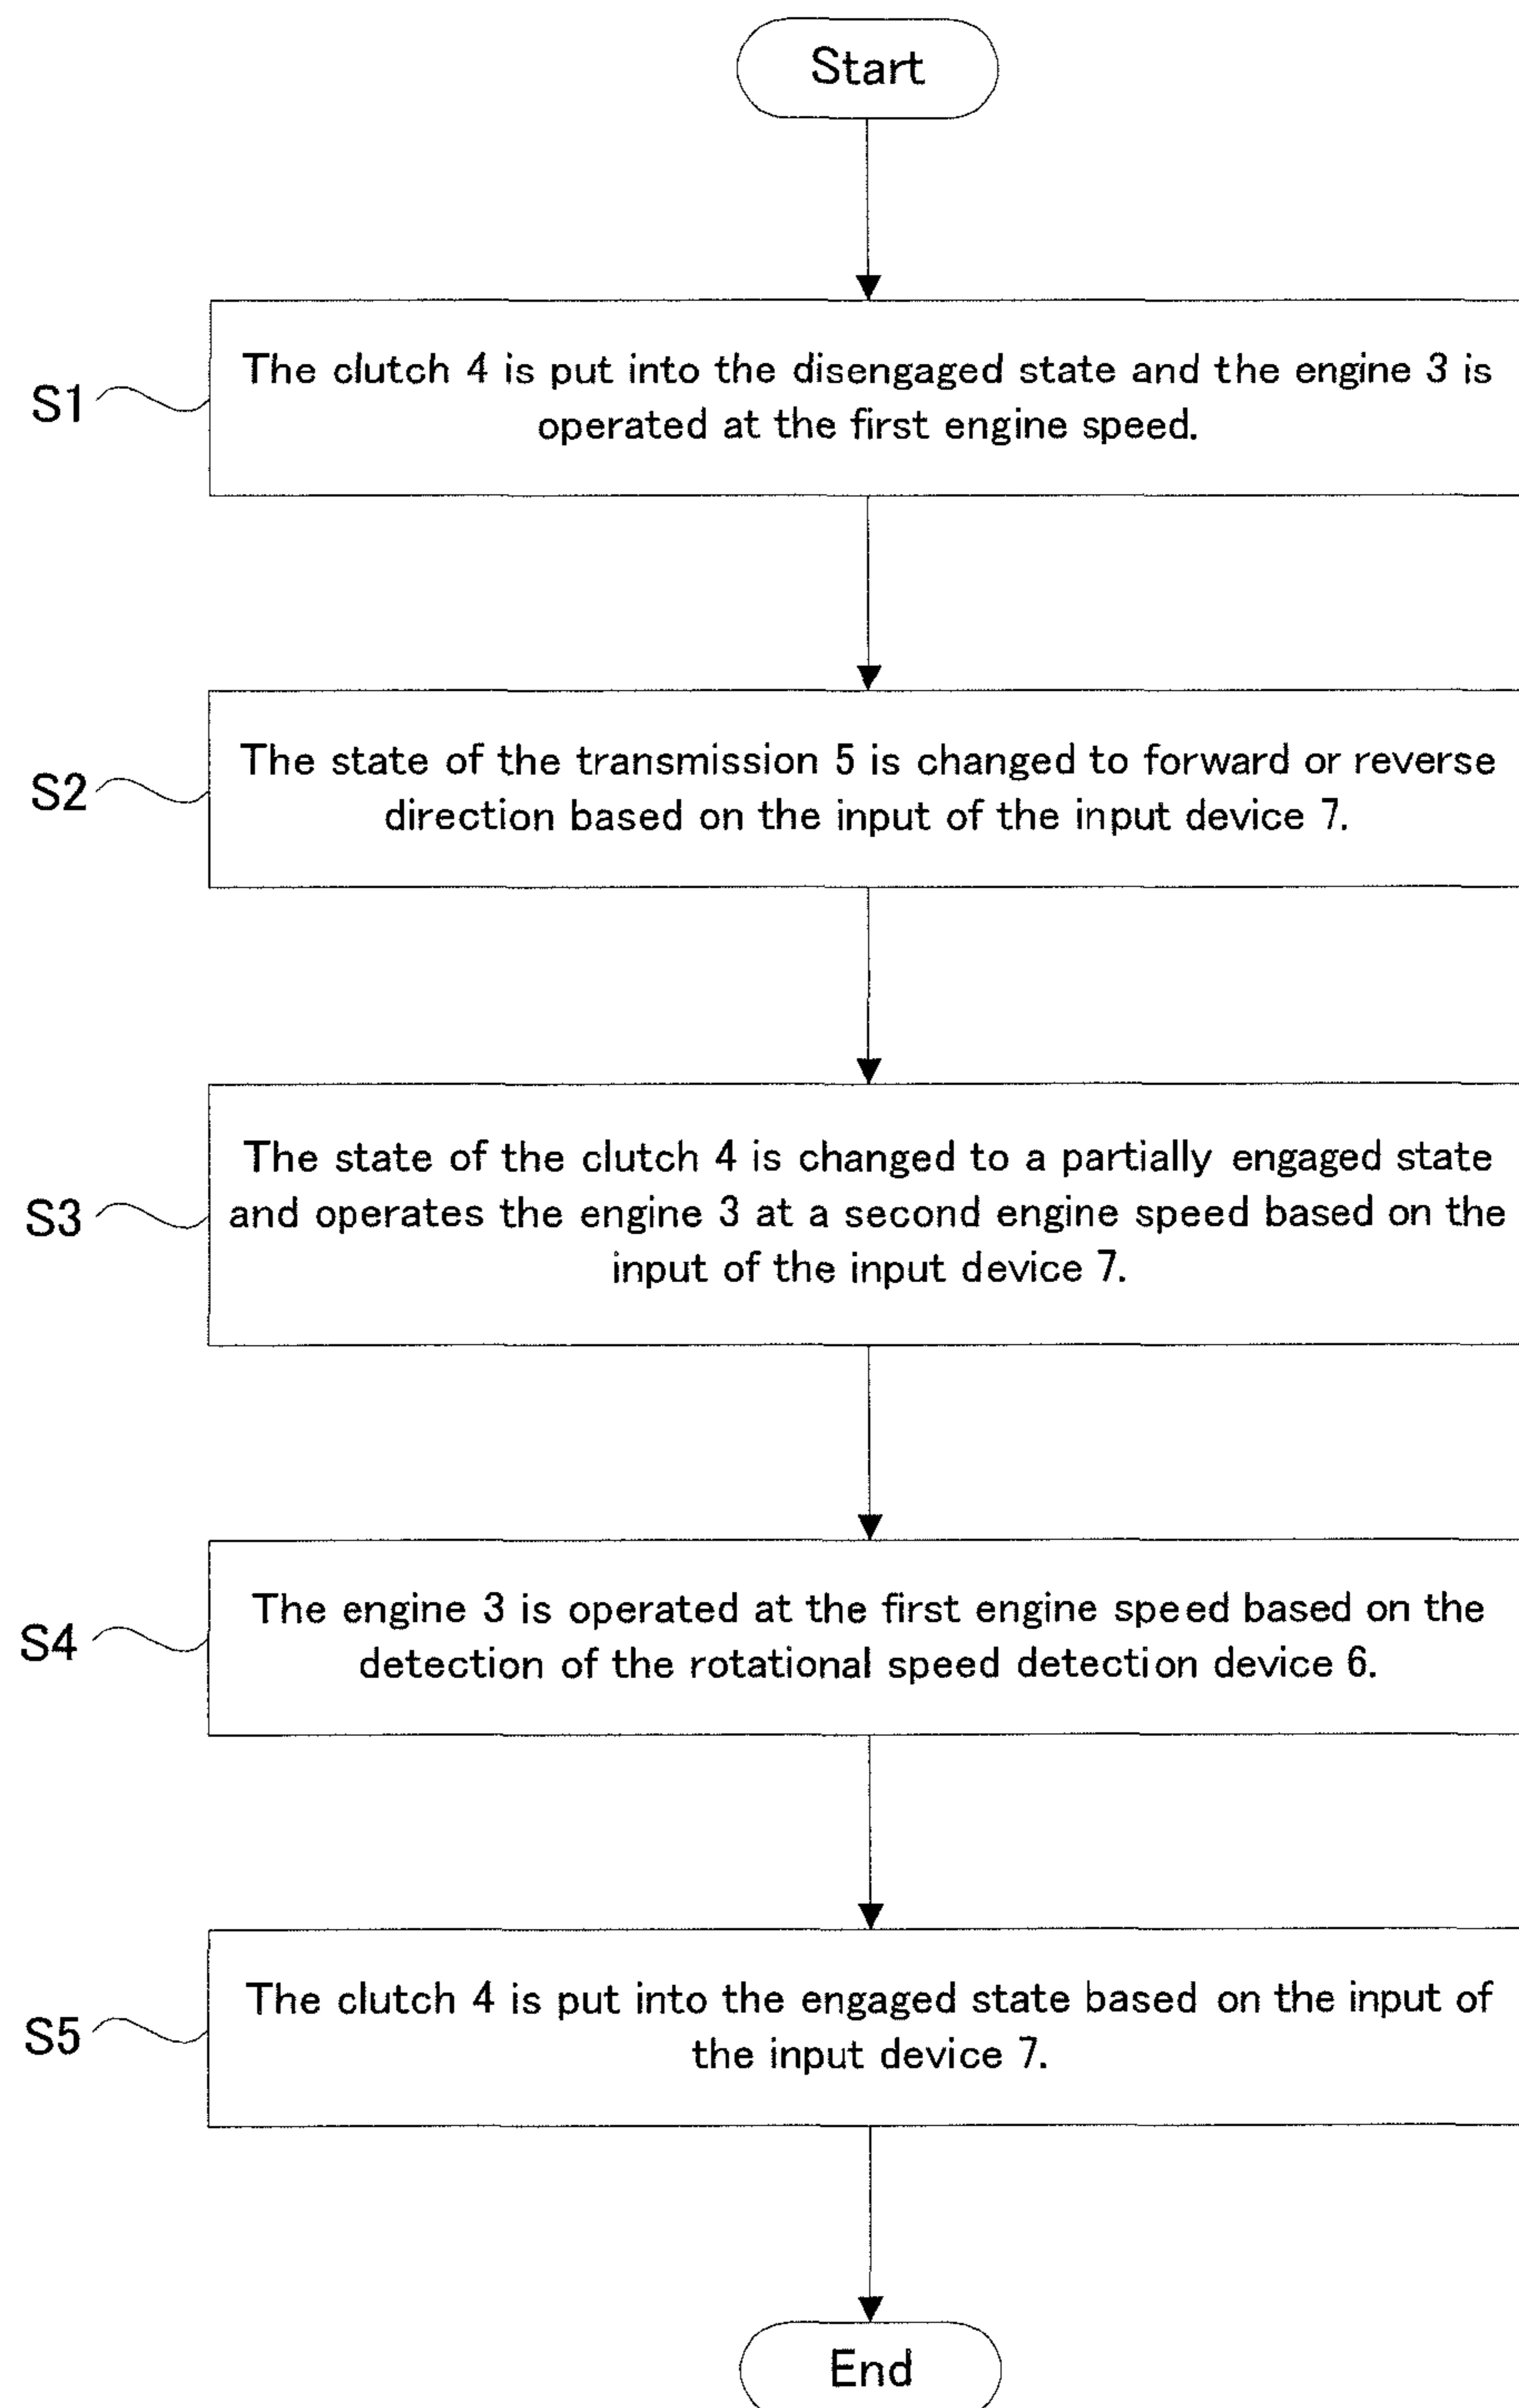 Start
S1
The clutch 4 is put into the disengaged state and the engine 3 is
operated at the first engine speed.
S2
The state of the transmission 5 is changed to forward or reverse
direction based on the input of the input device 7.
S3
The state of the clutch 4 is changed to a partially engaged state
and operates the engine 3 at a second engine speed based on the
input of the input device 7.
S4
The engine 3 is operated at the first engine speed based on the
detection of the rotational speed detection device 6.
S5
The clutch 4 is put into the engaged state based on the input of
the input device 7.
End